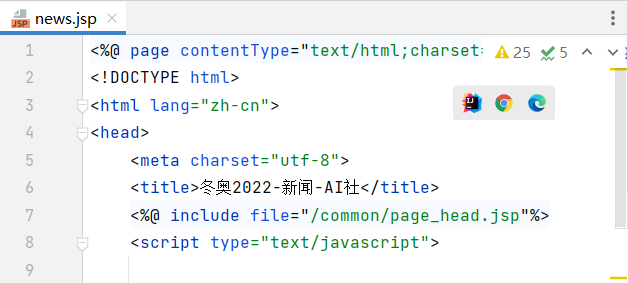 news.jsp
1 <%@ page contentType="text/html;charset= 25 5
2 <!DOCTYPE html>
3 <html lang="zh-cn">
4 <head>
5 <meta charset="utf-8">
6 <title>冬奥2022-新闻-AI社</title>
7 <%@ include file="/common/page_head.jsp"%>
8 <script type="text/javascript">
9